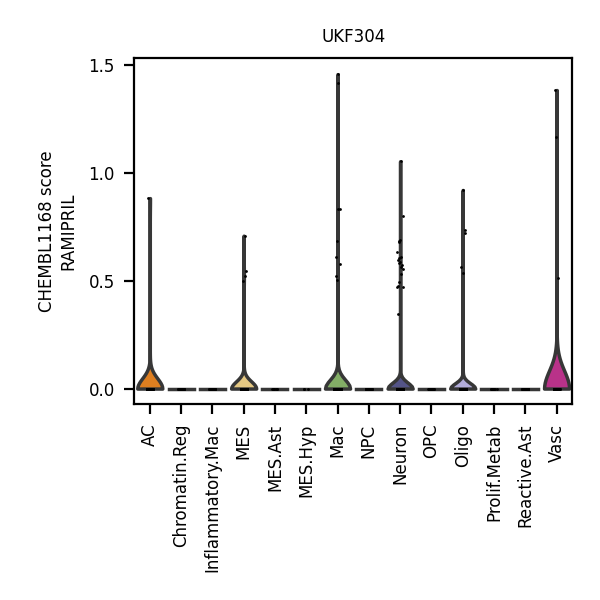 UKF304
CHEMBL1168 score
RAMIPRIL
1.5
1.0
0.5
0.0
AC
Chromatin.Reg
Inflammatory.Mac
MES
MES.Ast
MES.Hyp
Mac
NPC
Neuron
OPC
Oligo
Prolif.Metab
Reactive.Ast
Vasc